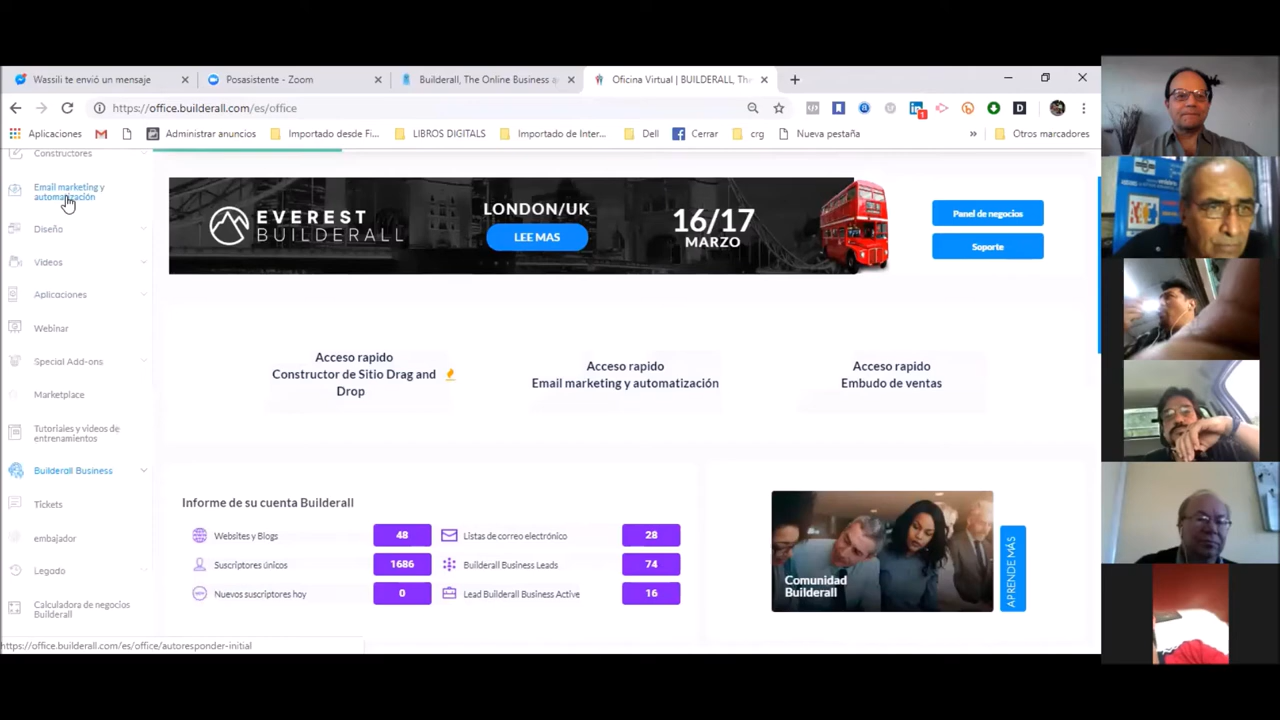 Wassili te envió un mensaje
Posasistente - Zoom
Builderall, The Online Business a
Oficina Virtual | BUILDERALL, The
https://office.builderall.com/es/office
1
D
Aplicaciones
Administrar anuncios
Importado desde Fi...
LIBROS DIGITALS
Importado de Inter...
Dell
Cerrar
crg
Nueva pestaña
»
Otros marcadores
Constructores
Email marketing y
automatización
Diseño
Videos
Aplicaciones
Webinar
Special Add-ons
Marketplace
Tutoriales y videos de
entrenamientos
Builderall Business
Tickets
embajador
Legado
Calculadora de negocios
Builderall
https://office.builderall.com/es/office/autoresponder-initial
EVEREST
BUILDERALL
LONDON/UK
LEE MAS
16/17
MARZO
Panel de negocios
Soporte
Acceso rapido
Constructor de Sitio Drag and
Drop
Acceso rapido
Email marketing y automatización
Acceso rapido
Embudo de ventas
Informe de su cuenta Builderall
Websites y Blogs 48
Listas de correo electrónico 28
Suscriptores únicos 1686
Builderall Business Leads 74
Nuevos suscriptores hoy 0
Lead Builderall Business Active 16
Comunidad
Builderall
APRENDE MÁS